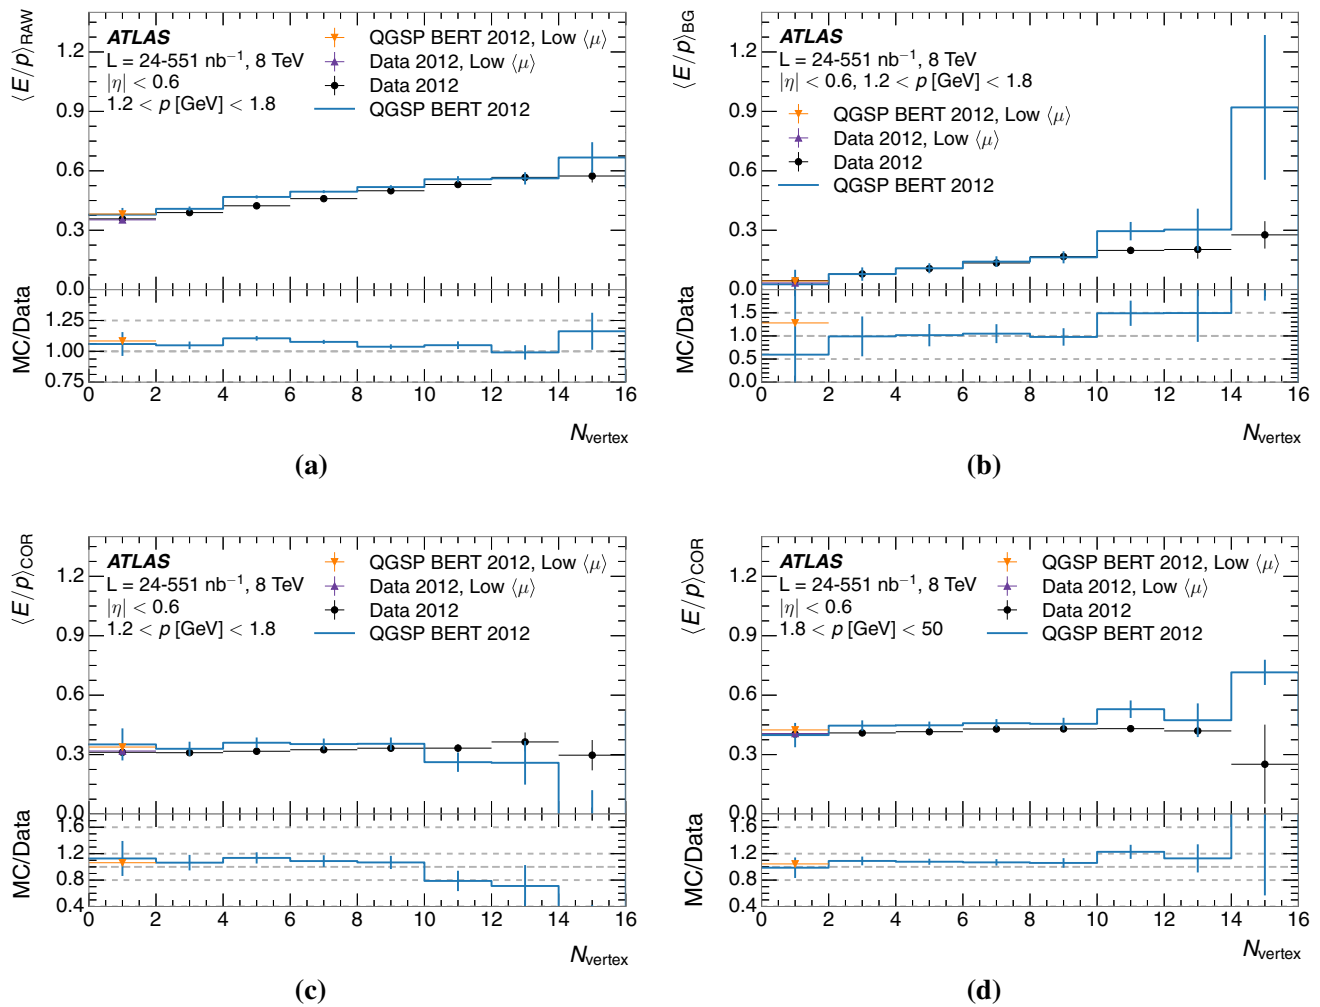 ⟨E/p⟩RAW
ATLAS
L = 24-551 nb⁻¹, 8 TeV
|η| < 0.6
1.2 < p [GeV] < 1.8
QGSP BERT 2012, Low ⟨μ⟩
Data 2012, Low ⟨μ⟩
Data 2012
QGSP BERT 2012
1.2
0.9
0.6
0.3
0.0
MC/Data
1.25
1.00
0.75
0 2 4 6 8 10 12 14 16
Nvertex
(a)
⟨E/p⟩BG
ATLAS
L = 24-551 nb⁻¹, 8 TeV
|η| < 0.6, 1.2 < p [GeV] < 1.8
QGSP BERT 2012, Low ⟨μ⟩
Data 2012, Low ⟨μ⟩
Data 2012
QGSP BERT 2012
1.2
0.9
0.6
0.3
0.0
MC/Data
1.5
1.0
0.5
0.0
0 2 4 6 8 10 12 14 16
Nvertex
(b)
⟨E/p⟩COR
ATLAS
L = 24-551 nb⁻¹, 8 TeV
|η| < 0.6
1.2 < p [GeV] < 1.8
QGSP BERT 2012, Low ⟨μ⟩
Data 2012, Low ⟨μ⟩
Data 2012
QGSP BERT 2012
1.2
0.9
0.6
0.3
0.0
MC/Data
1.6
1.2
0.8
0.4
0 2 4 6 8 10 12 14 16
Nvertex
(c)
⟨E/p⟩COR
ATLAS
L = 24-551 nb⁻¹, 8 TeV
|η| < 0.6
1.8 < p [GeV] < 50
QGSP BERT 2012, Low ⟨μ⟩
Data 2012, Low ⟨μ⟩
Data 2012
QGSP BERT 2012
1.2
0.9
0.6
0.3
0.0
MC/Data
1.6
1.2
0.8
0.4
0 2 4 6 8 10 12 14 16
Nvertex
(d)